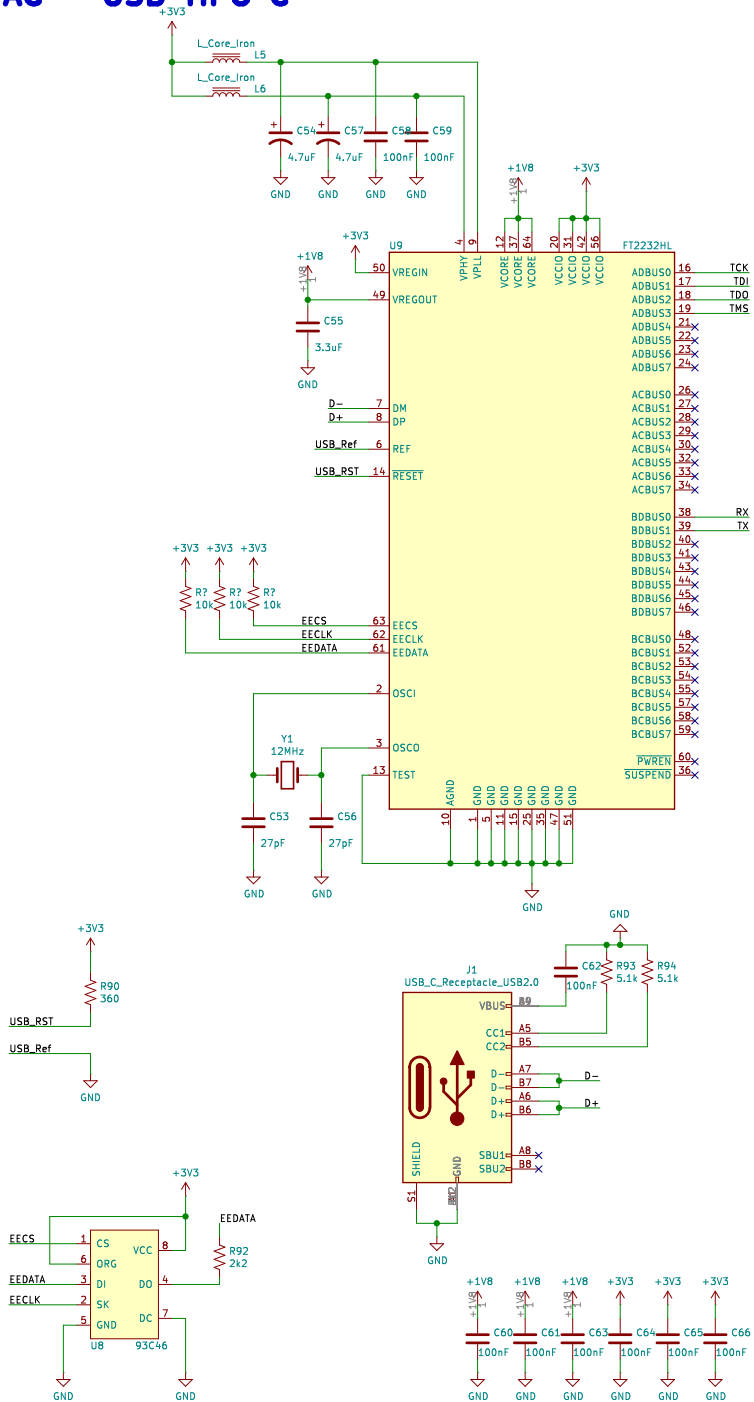 +3V3
L_Core_Iron
L5
L_Core_Iron
L6
C54 C57 C58 C59
4.7uF 4.7uF 100nF 100nF
GND GND GND GND
+1V8 +3V3
+1V8
1
+3V3
U9 FT2232HL
4 9 12 37 64 20 31 42 56
VPHY VPLL VCORE VCORE VCORE VCCIO VCCIO VCCIO VCCIO
+1V8
+1V8
1
50 VREGIN
49 VREGOUT
C55
3.3uF
GND
D- 7 DM
D+ 8 DP
USB_Ref 6 REF
USB_RST 14 RESET
+3V3 +3V3 +3V3
R? R? R?
10k 10k 10k
EECS 63 EECS
EECLK 62 EECLK
EEDATA 61 EEDATA
2 OSCI
Y1
12MHz
3 OSCO
13 TEST
C53 C56
27pF 27pF
GND GND
ADBUS0 16 TCK
ADBUS1 17 TDI
ADBUS2 18 TDO
ADBUS3 19 TMS
ADBUS4 21
ADBUS5 22
ADBUS6 23
ADBUS7 24
ACBUS0 26
ACBUS1 27
ACBUS2 28
ACBUS3 29
ACBUS4 30
ACBUS5 32
ACBUS6 33
ACBUS7 34
BDBUS0 38 RX
BDBUS1 39 TX
BDBUS2 40
BDBUS3 41
BDBUS4 43
BDBUS5 44
BDBUS6 45
BDBUS7 46
BCBUS0 48
BCBUS1 52
BCBUS2 53
BCBUS3 54
BCBUS4 55
BCBUS5 57
BCBUS6 58
BCBUS7 59
PWREN 60
SUSPEND 36
AGND GND GND GND GND GND GND GND GND
10 1 5 11 15 25 35 47 51
GND
+3V3
R90
360
USB_RST
USB_Ref
GND
GND
C62 R93 R94
100nF 5.1k 5.1k
J1
USB_C_Receptacle_USB2.0
VBUS
CC1 A5
CC2 B5
D- A7
D- B7
D-
D+ A6
D+ B6
D+
SBU1 A8
SBU2 B8
SHIELD GND
S1
GND
+3V3
EEDATA
R92
2k2
EECS 1 CS
6 ORG
EEDATA 3 DI
EECLK 2 SK
5 GND
VCC 8
DO 4
DC 7
U8 93C46
GND GND
+1V8 +1V8 +1V8 +3V3 +3V3 +3V3
+1V8 +1V8 +1V8
1 1 1
C60 C61 C63 C64 C65 C66
100nF 100nF 100nF 100nF 100nF 100nF
GND GND GND GND GND GND